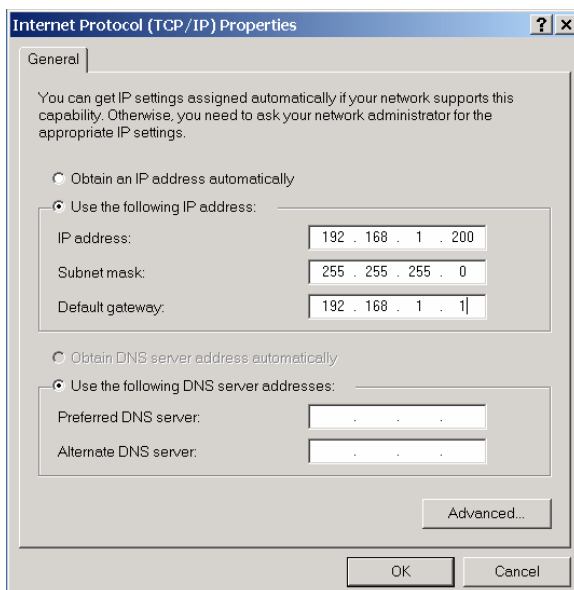 Internet Protocol (TCP/IP) Properties
General
You can get IP settings assigned automatically if your network supports this
capability. Otherwise, you need to ask your network administrator for the
appropriate IP settings.
Obtain an IP address automatically
Use the following IP address:
IP address: 192 . 168 . 1 . 200
Subnet mask: 255 . 255 . 255 . 0
Default gateway: 192 . 168 . 1 . 1
Obtain DNS server address automatically
Use the following DNS server addresses:
Preferred DNS server: . . .
Alternate DNS server: . . .
Advanced...
OK Cancel